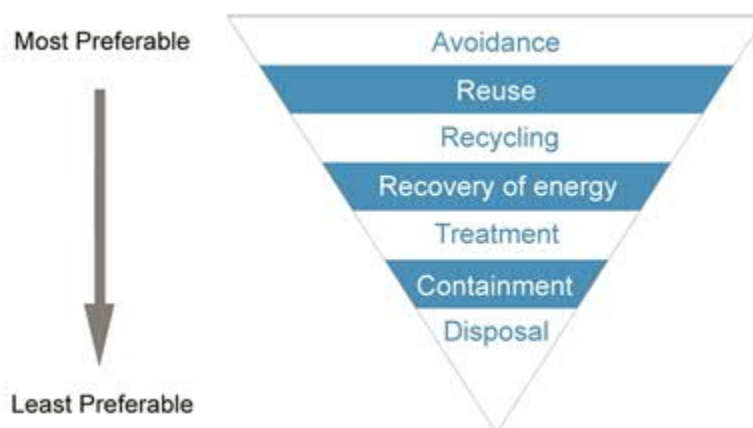 Most Preferable
Avoidance
Reuse
Recycling
Recovery of energy
Treatment
Containment
Disposal
Least Preferable